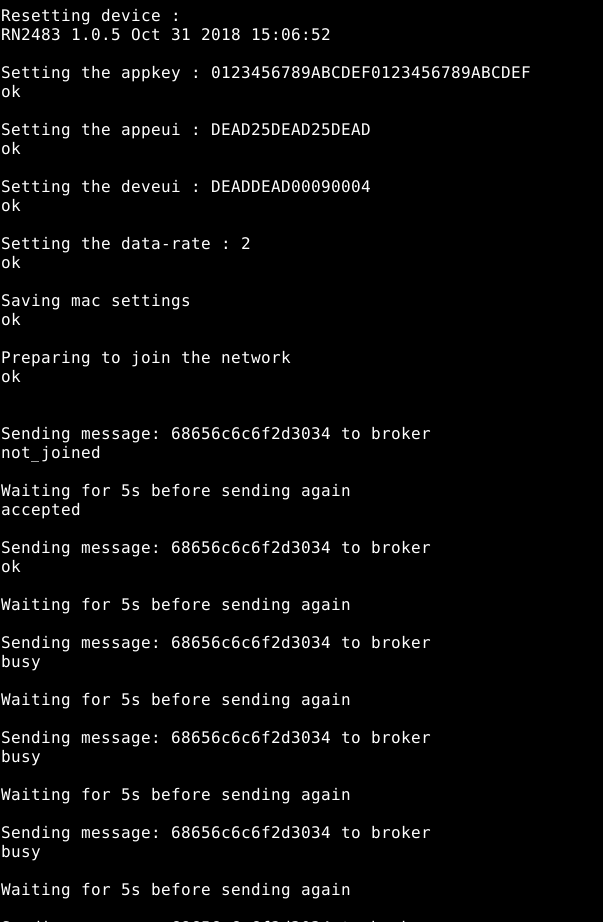 Resetting device :
RN2483 1.0.5 Oct 31 2018 15:06:52
Setting the appkey : 0123456789ABCDEF0123456789ABCDEF
ok
Setting the appeui : DEAD25DEAD25DEAD
ok
Setting the deveui : DEADDEAD00090004
ok
Setting the data-rate : 2
ok
Saving mac settings
ok
Preparing to join the network
ok
Sending message: 68656c6c6f2d3034 to broker
not_joined
Waiting for 5s before sending again
accepted
Sending message: 68656c6c6f2d3034 to broker
ok
Waiting for 5s before sending again
Sending message: 68656c6c6f2d3034 to broker
busy
Waiting for 5s before sending again
Sending message: 68656c6c6f2d3034 to broker
busy
Waiting for 5s before sending again
Sending message: 68656c6c6f2d3034 to broker
busy
Waiting for 5s before sending again